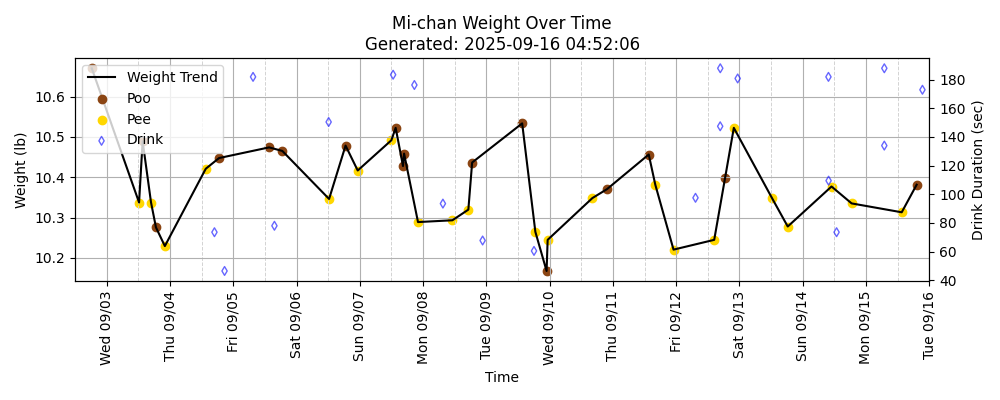 Mi-chan Weight Over Time
Generated: 2025-09-16 04:52:06
Weight Trend
Poo
Pee
Drink
Weight (lb)
10.6
10.5
10.4
10.3
10.2
180
160
140
120
100
80
60
40
Drink Duration (sec)
Wed 09/03
Thu 09/04
Fri 09/05
Sat 09/06
Sun 09/07
Mon 09/08
Tue 09/09
Wed 09/10
Thu 09/11
Fri 09/12
Sat 09/13
Sun 09/14
Mon 09/15
Tue 09/16
Time